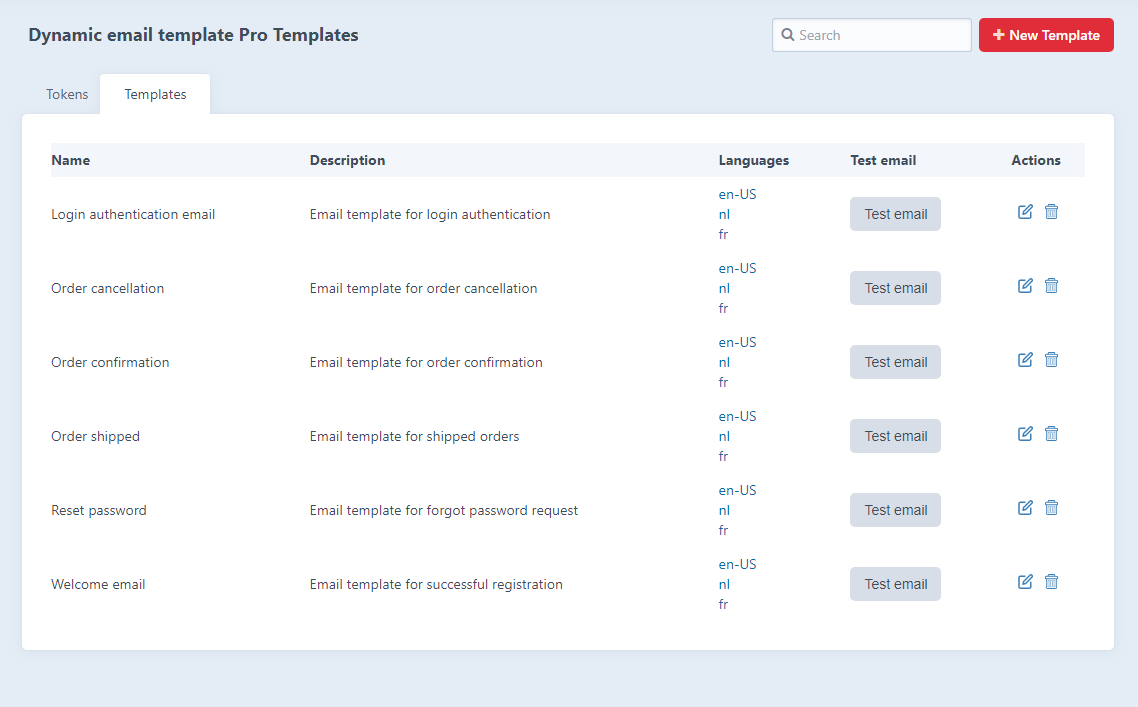 Dynamic email template Pro Templates
Search
New Template
Tokens
Templates
Name Description Languages Test email Actions
Login authentication email Email template for login authentication en-US Test email
nl
fr
Order cancellation Email template for order cancellation en-US Test email
nl
fr
Order confirmation Email template for order confirmation en-US Test email
nl
fr
Order shipped Email template for shipped orders en-US Test email
nl
fr
Reset password Email template for forgot password request en-US Test email
nl
fr
Welcome email Email template for successful registration en-US Test email
nl
fr